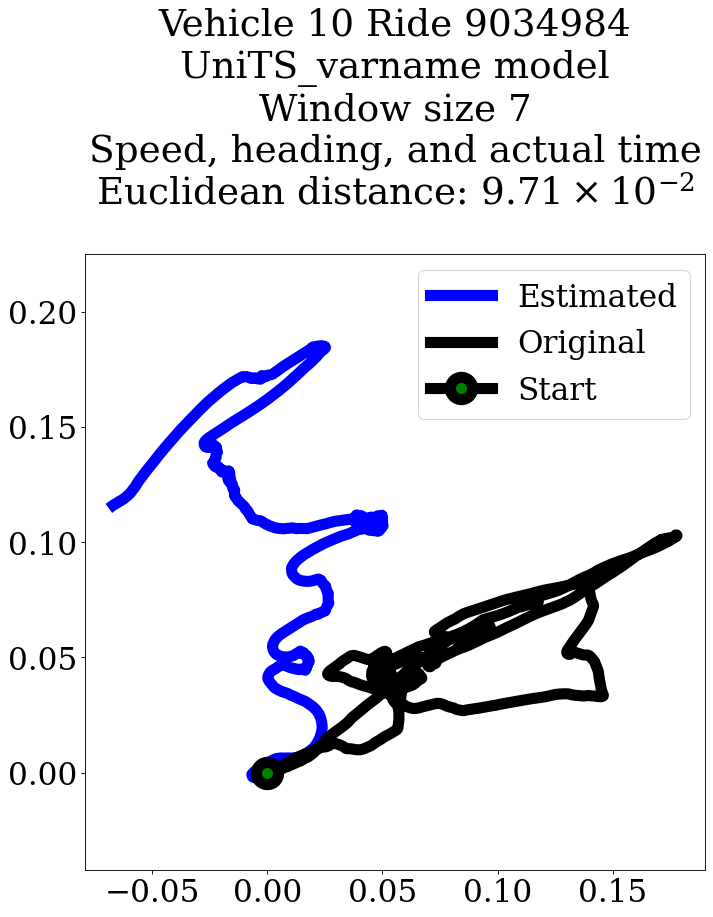 Vehicle 10 Ride 9034984
UniTS_varname model
Window size 7
Speed, heading, and actual time
Euclidean distance: 9.71 × 10⁻²
Estimated
Original
Start
0.20
0.15
0.10
0.05
0.00
−0.05 0.00 0.05 0.10 0.15